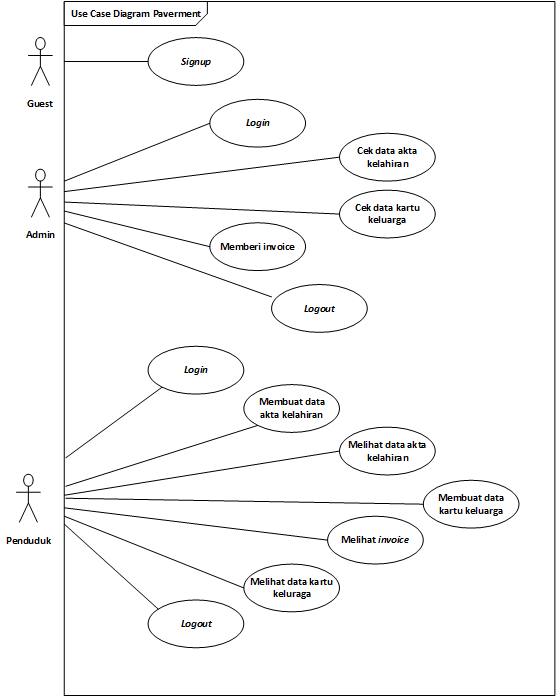 Use Case Diagram Paverment
Signup
Guest
Login
Cek data akta
kelahiran
Cek data kartu
keluarga
Admin
Memberi invoice
Logout
Login
Membuat data
akta kelahiran
Melihat data akta
kelahiran
Membuat data
kartu keluarga
Penduduk
Melihat invoice
Melihat data kartu
keluraga
Logout